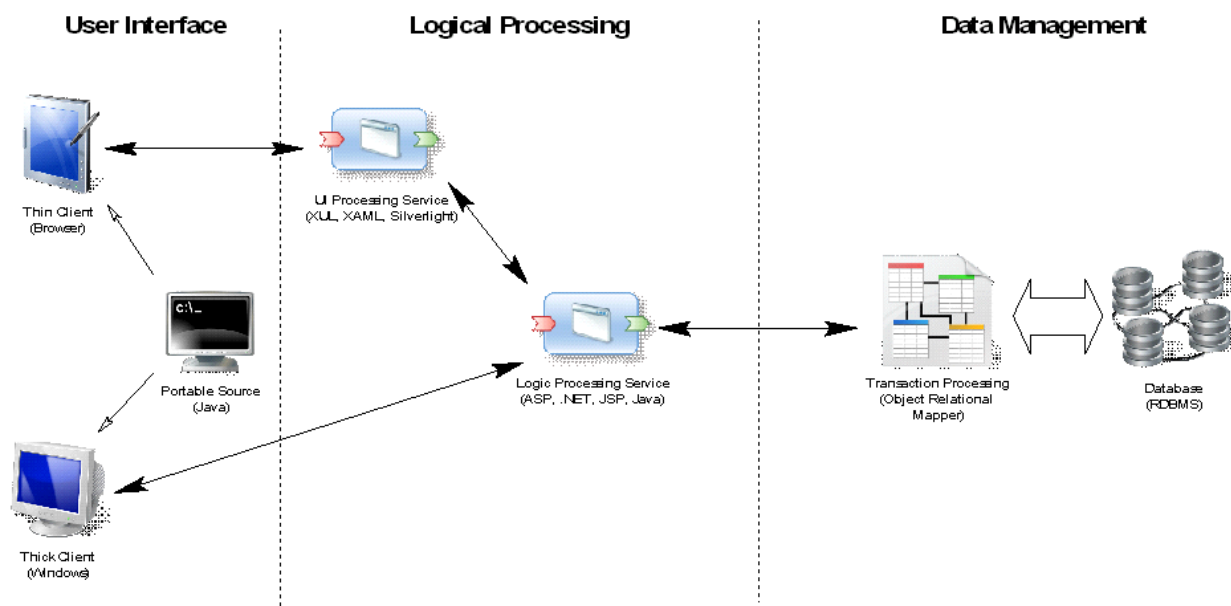 User Interface
Logical Processing
Data Management
UI Processing Service
(XUL, XAML, Silverlight)
Thin Client
(Browser)
C:\_
Portable Source
(Java)
Logic Processing Service
(ASP, .NET, JSP, Java)
Transaction Processing
(Object Relational
Mapper)
Database
(RDBMS)
Thick Client
(Windows)